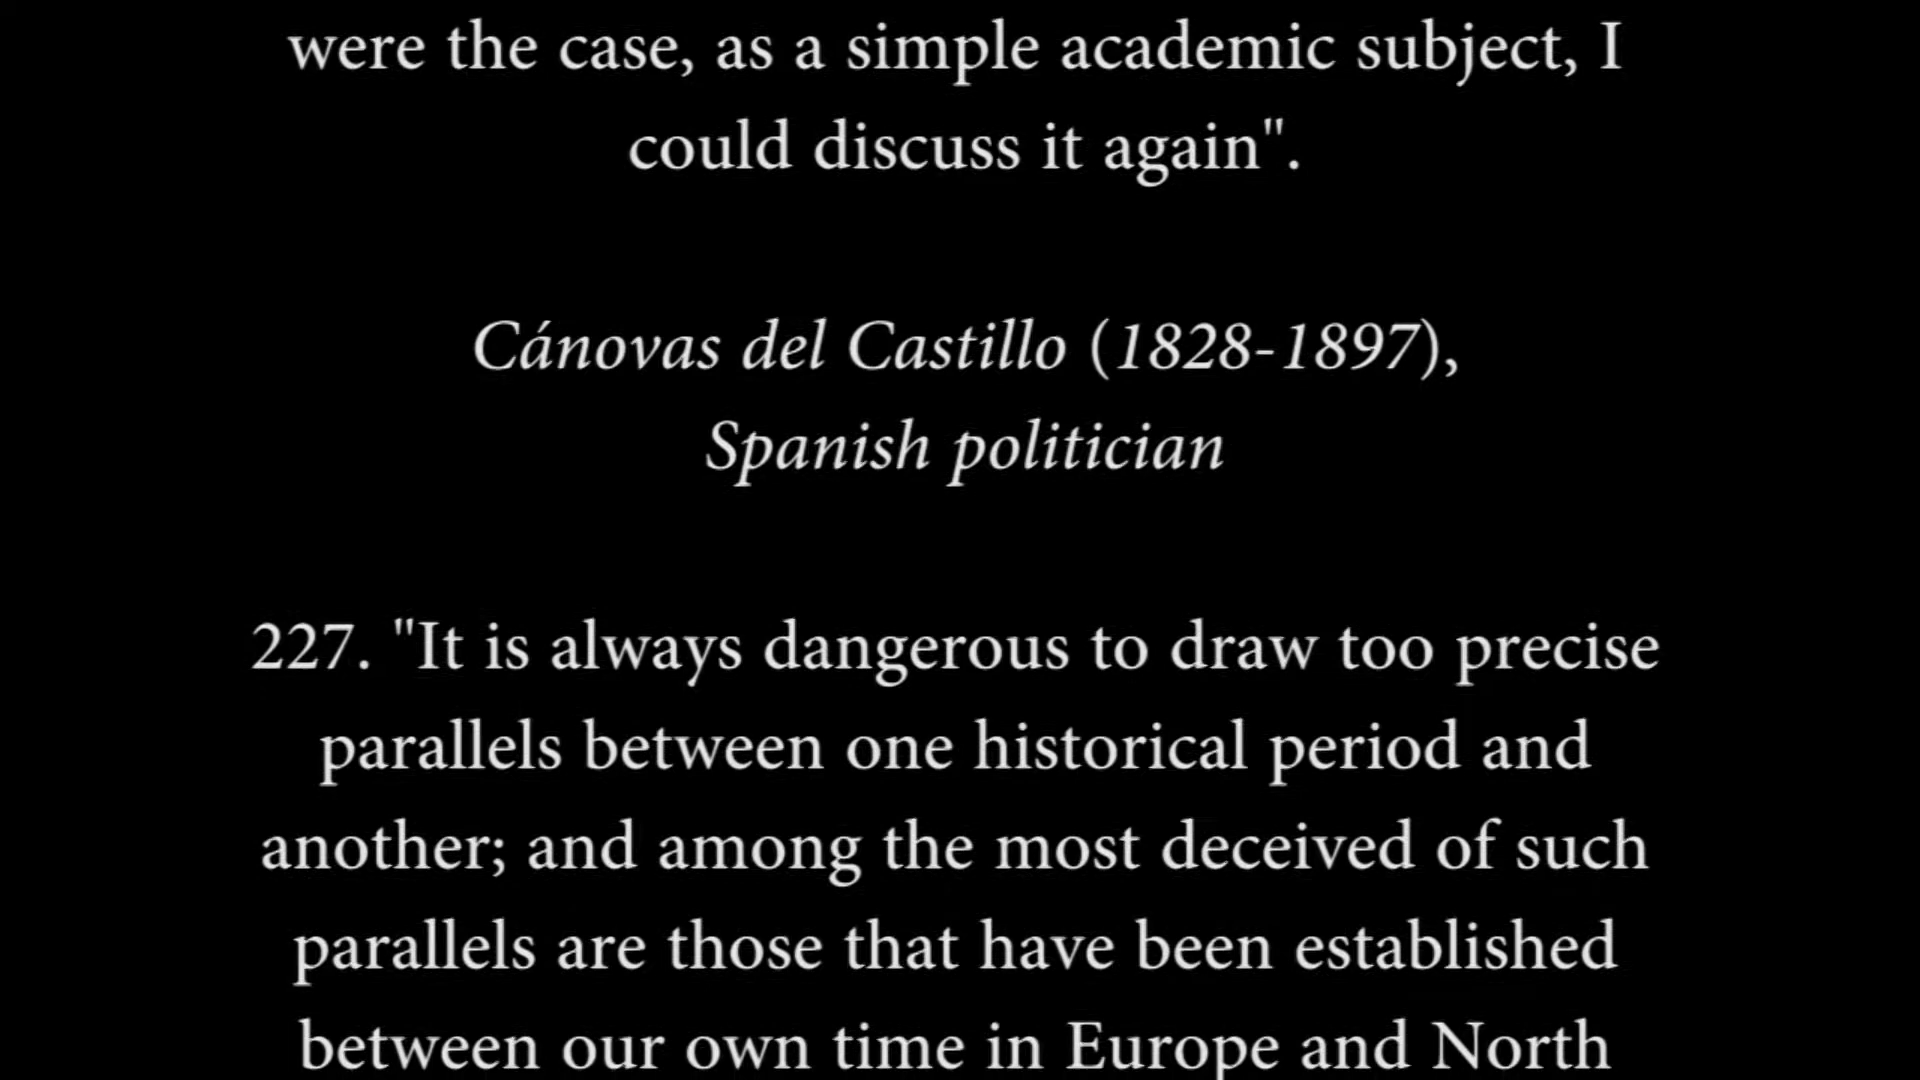 were the case, as a simple academic subject, I
could discuss it again".
Cánovas del Castillo (1828-1897),
Spanish politician
227. "It is always dangerous to draw too precise
parallels between one historical period and
another; and among the most deceived of such
parallels are those that have been established
between our own time in Europe and North